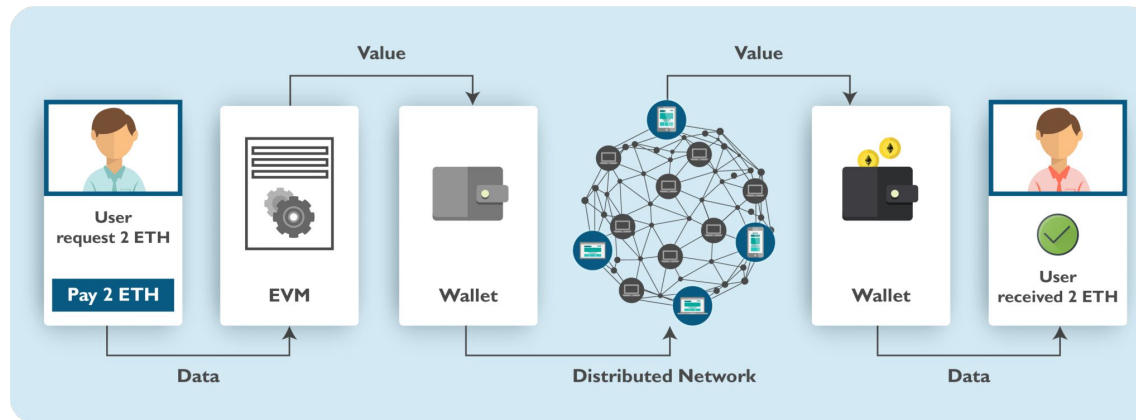 Value
Value
User
request 2 ETH
Pay 2 ETH
EVM
Wallet
Wallet
User
received 2 ETH
Data
Distributed Network
Data